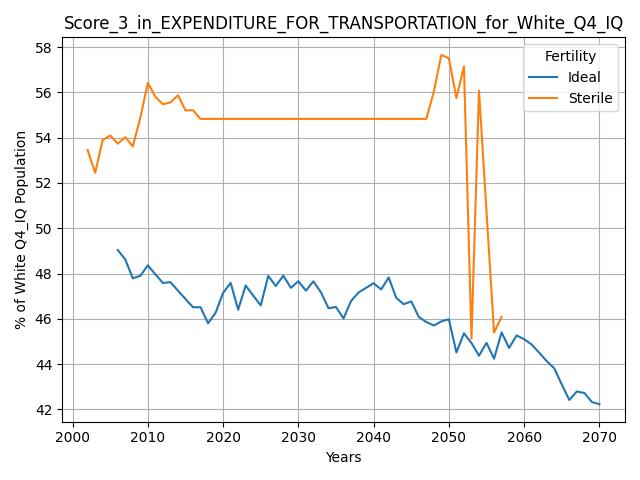 Score_3_in_EXPENDITURE_FOR_TRANSPORTATION_for_White_Q4_IQ
58
56
54
52
50
48
46
44
42
% of White Q4_IQ Population
Fertility
Ideal
Sterile
2000 2010 2020 2030 2040 2050 2060 2070
Years